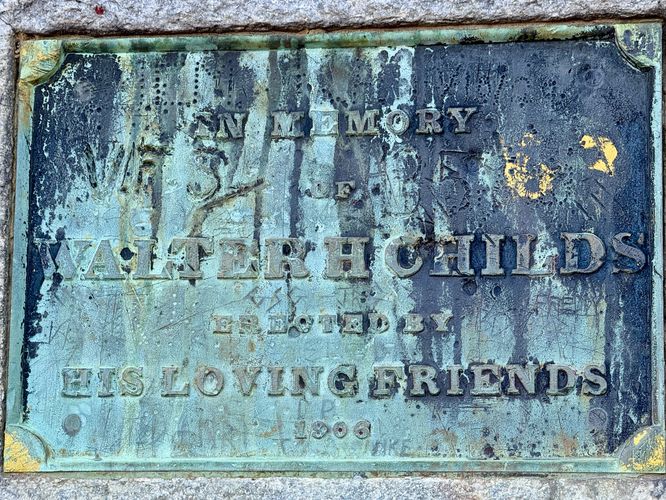 IN MEMORY
OF
WALTER H CHILDS
ERECTED BY
HIS LOVING FRIENDS
1906